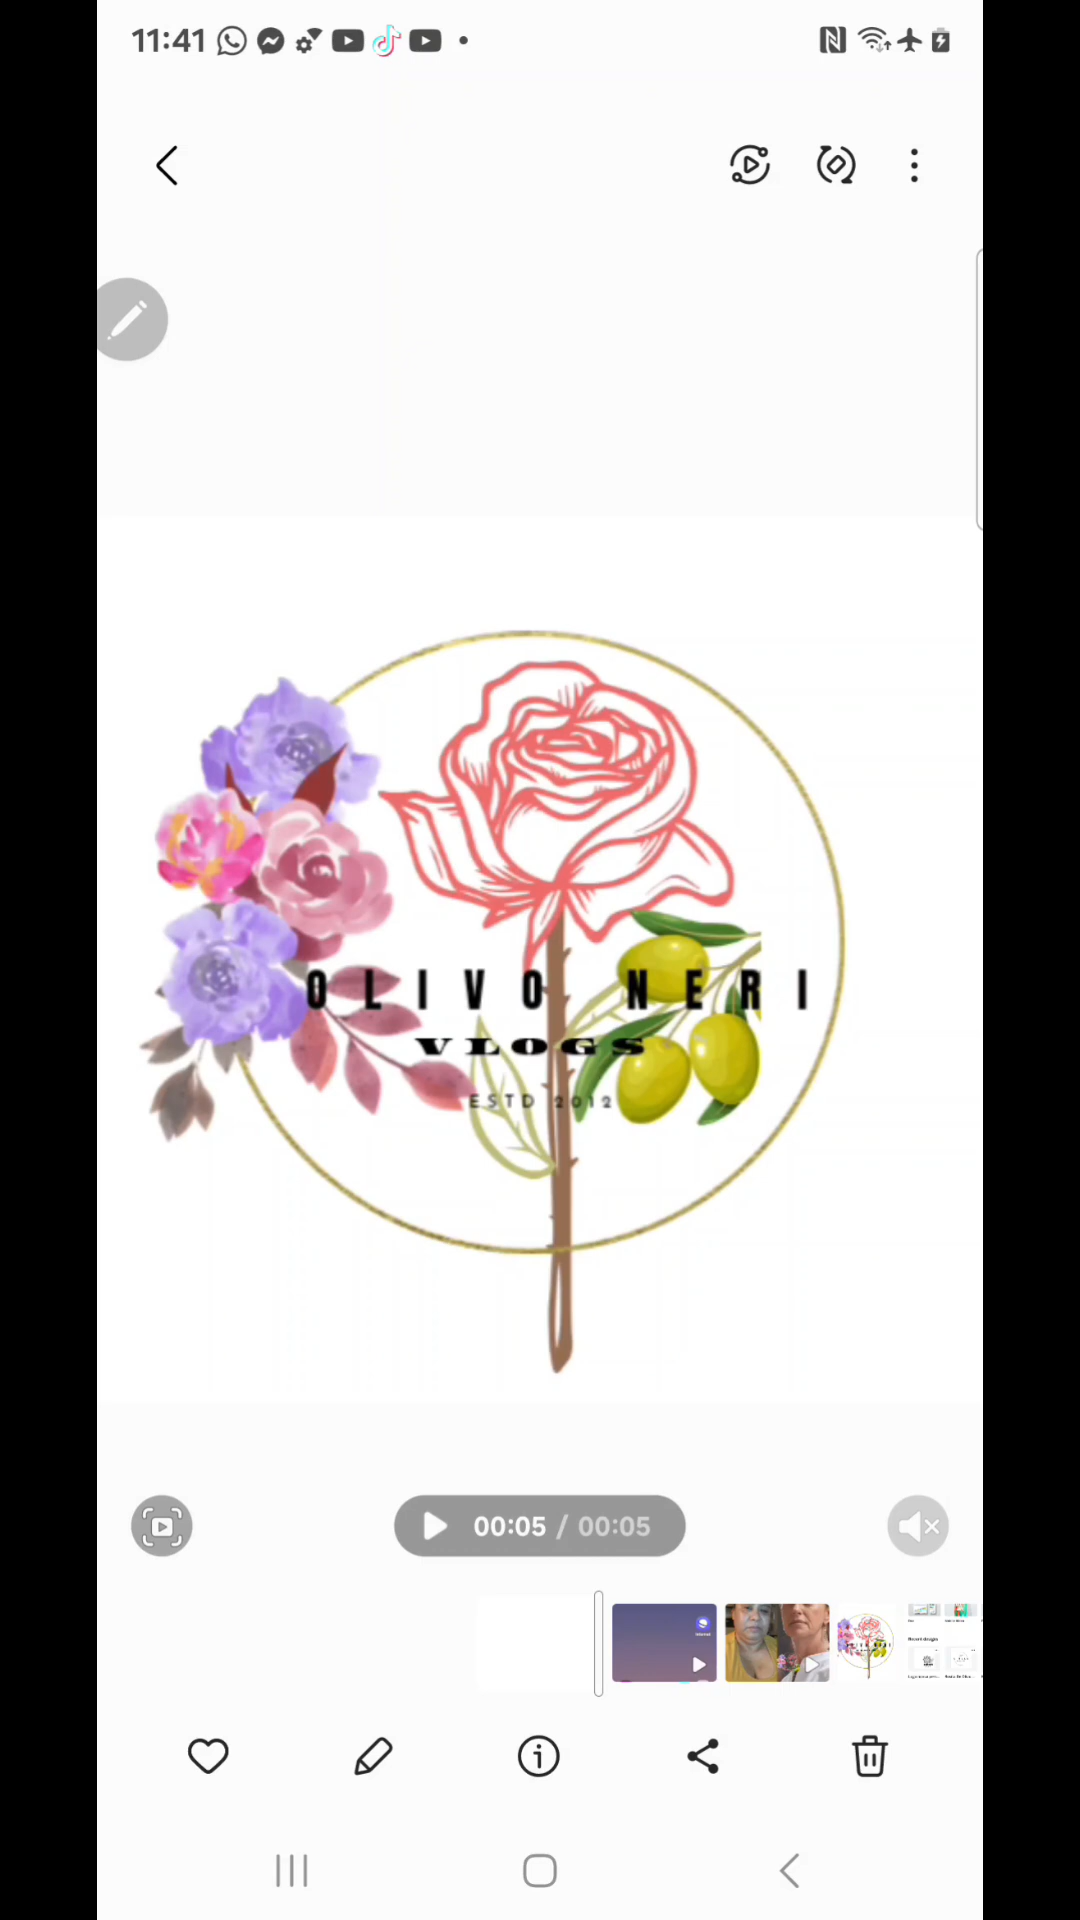 11:41
OLIVO NERI
VLOGS
ESTD 2012
00:05 / 00:05